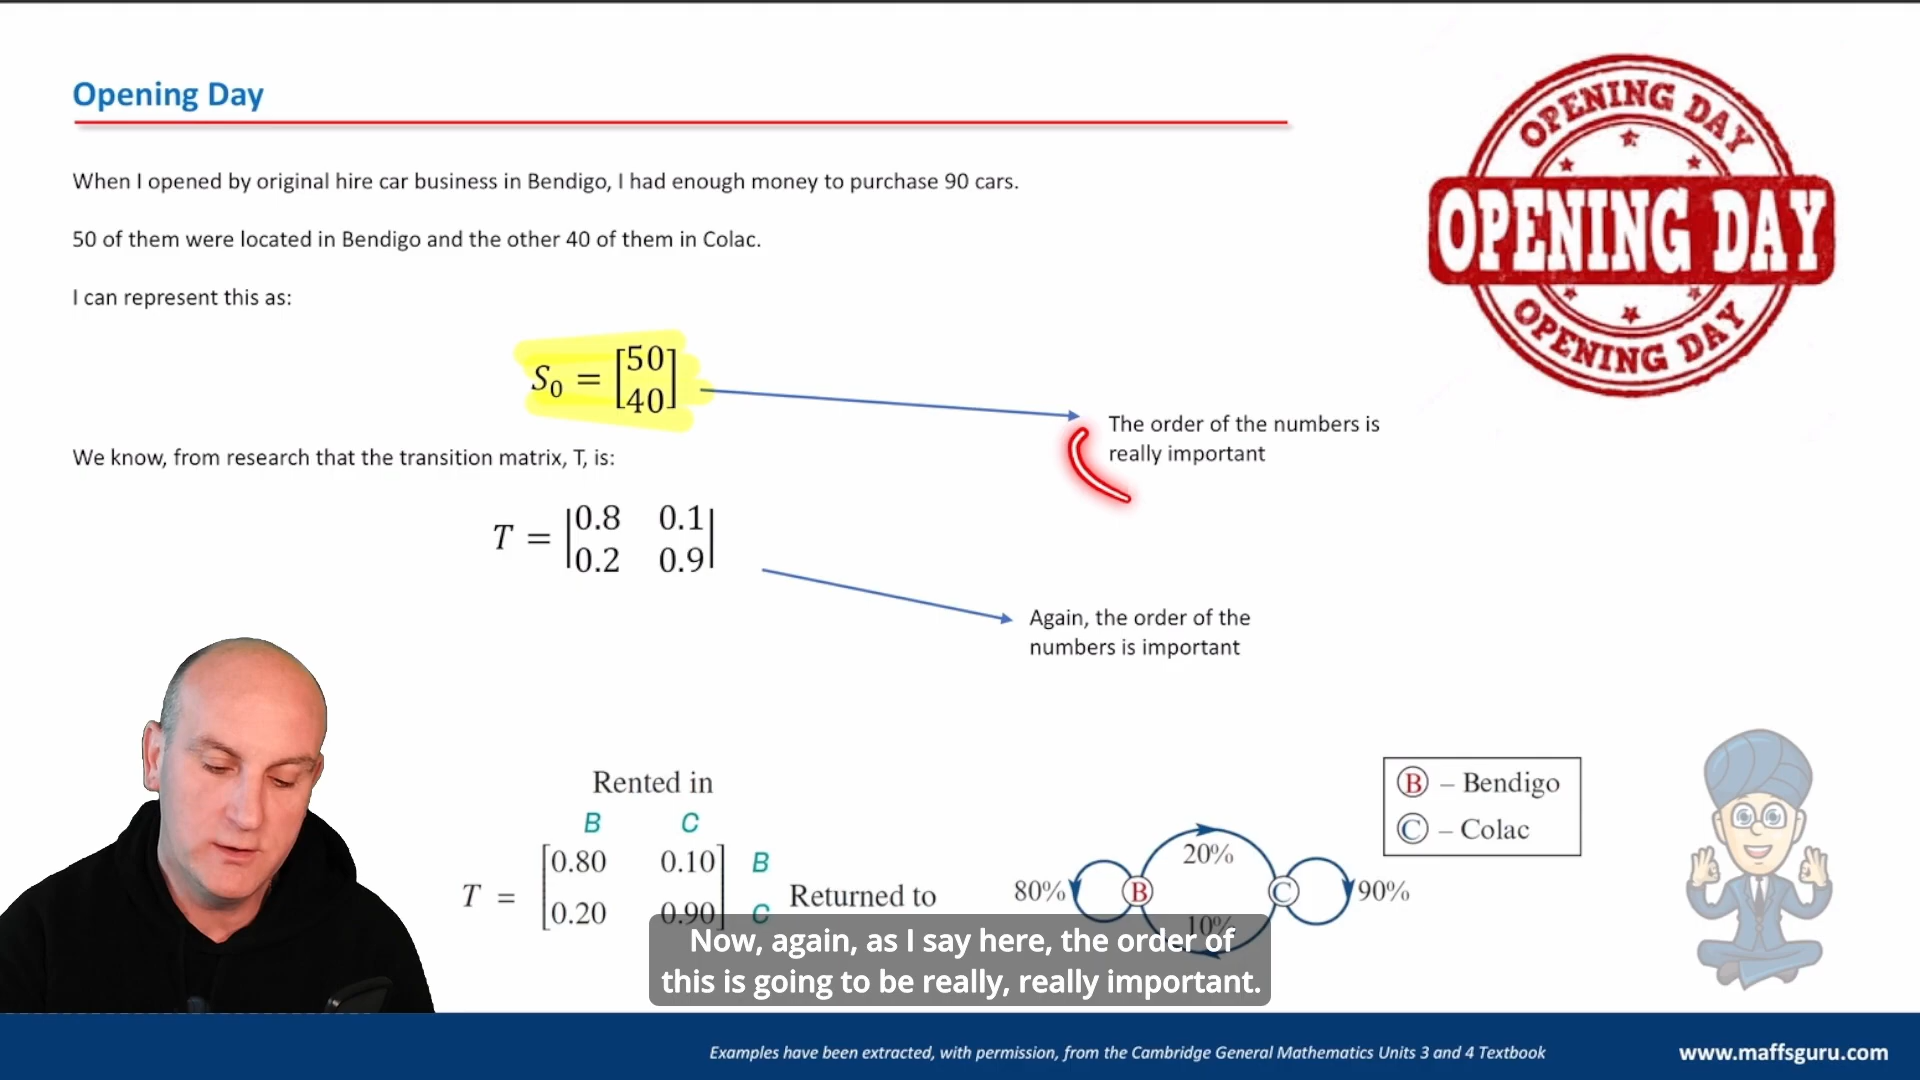 Opening Day
When I opened by original hire car business in Bendigo, I had enough money to purchase 90 cars.
50 of them were located in Bendigo and the other 40 of them in Colac.
I can represent this as:
S₀ = [50
40]
The order of the numbers is
really important
We know, from research that the transition matrix, T, is:
T = |0.8 0.1|
|0.2 0.9|
Again, the order of the
numbers is important
OPENING DAY
OPENING DAY
OPENING DAY
Rented in
B C
T = [0.80 0.10] B
[0.20 0.90] C
Returned to
80% B 20% C 90%
10%
B – Bendigo
C – Colac
Now, again, as I say here, the order of
this is going to be really, really important.
Examples have been extracted, with permission, from the Cambridge General Mathematics Units 3 and 4 Textbook
www.maffsguru.com